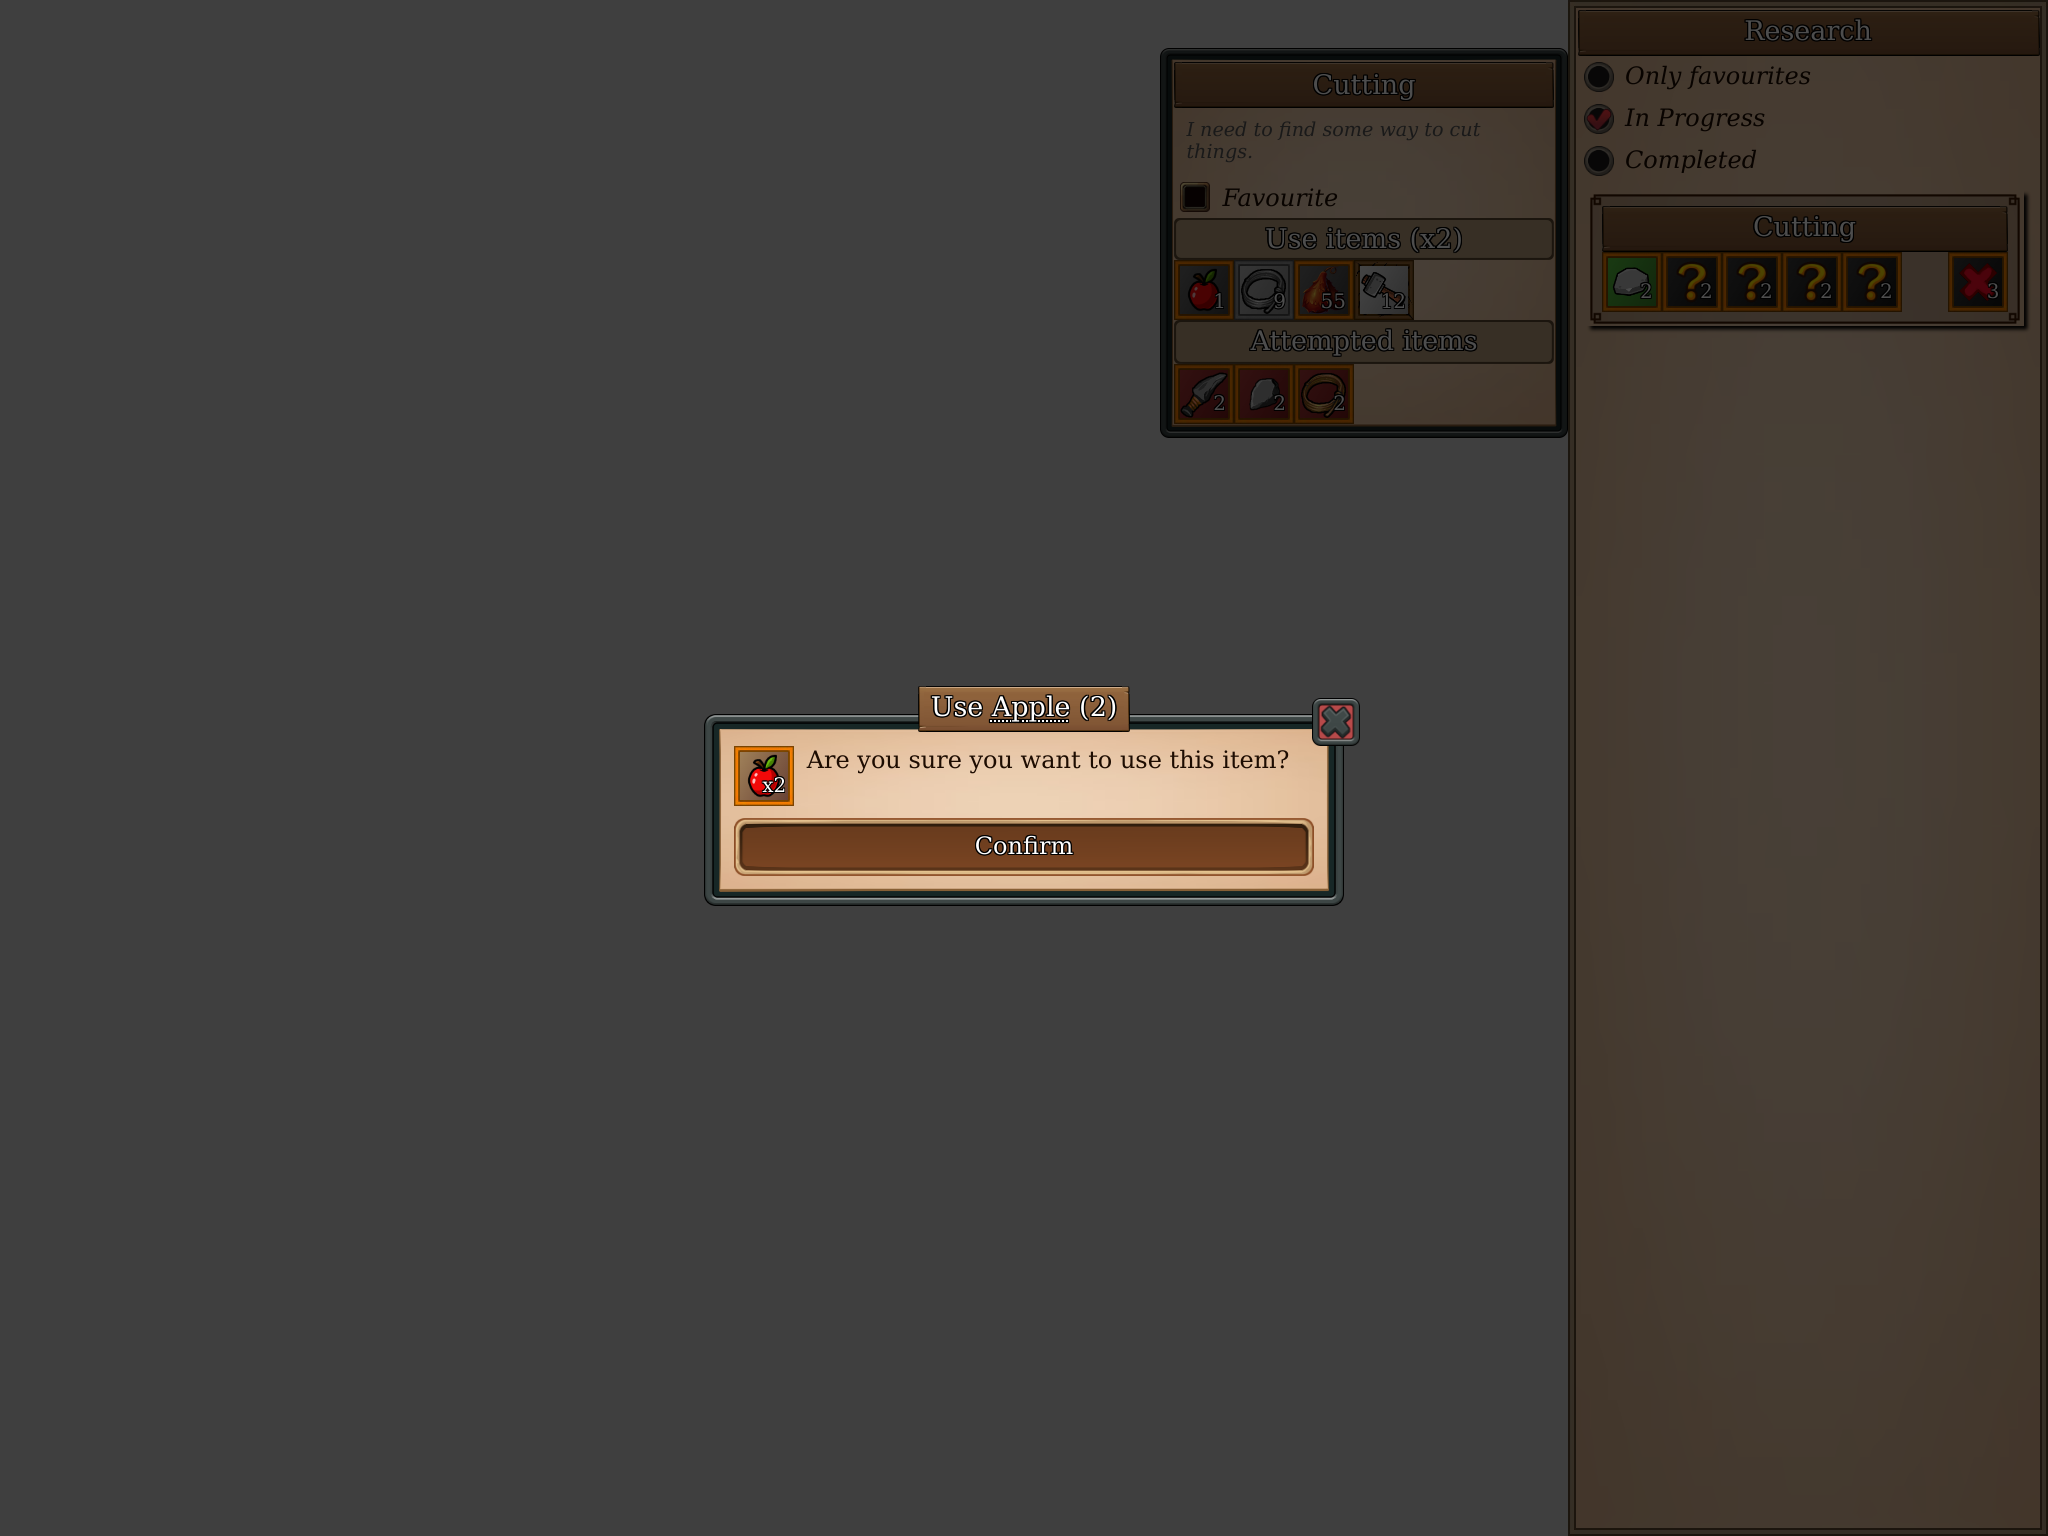 Research
Only favourites
In Progress
Completed
Cutting
2
2
2
2
2
3
Cutting
I need to find some way to cut
things.
Favourite
Use items (x2)
1
9
55
12
Attempted items
2
2
2
Use Apple (2)
Are you sure you want to use this item?
x2
Confirm